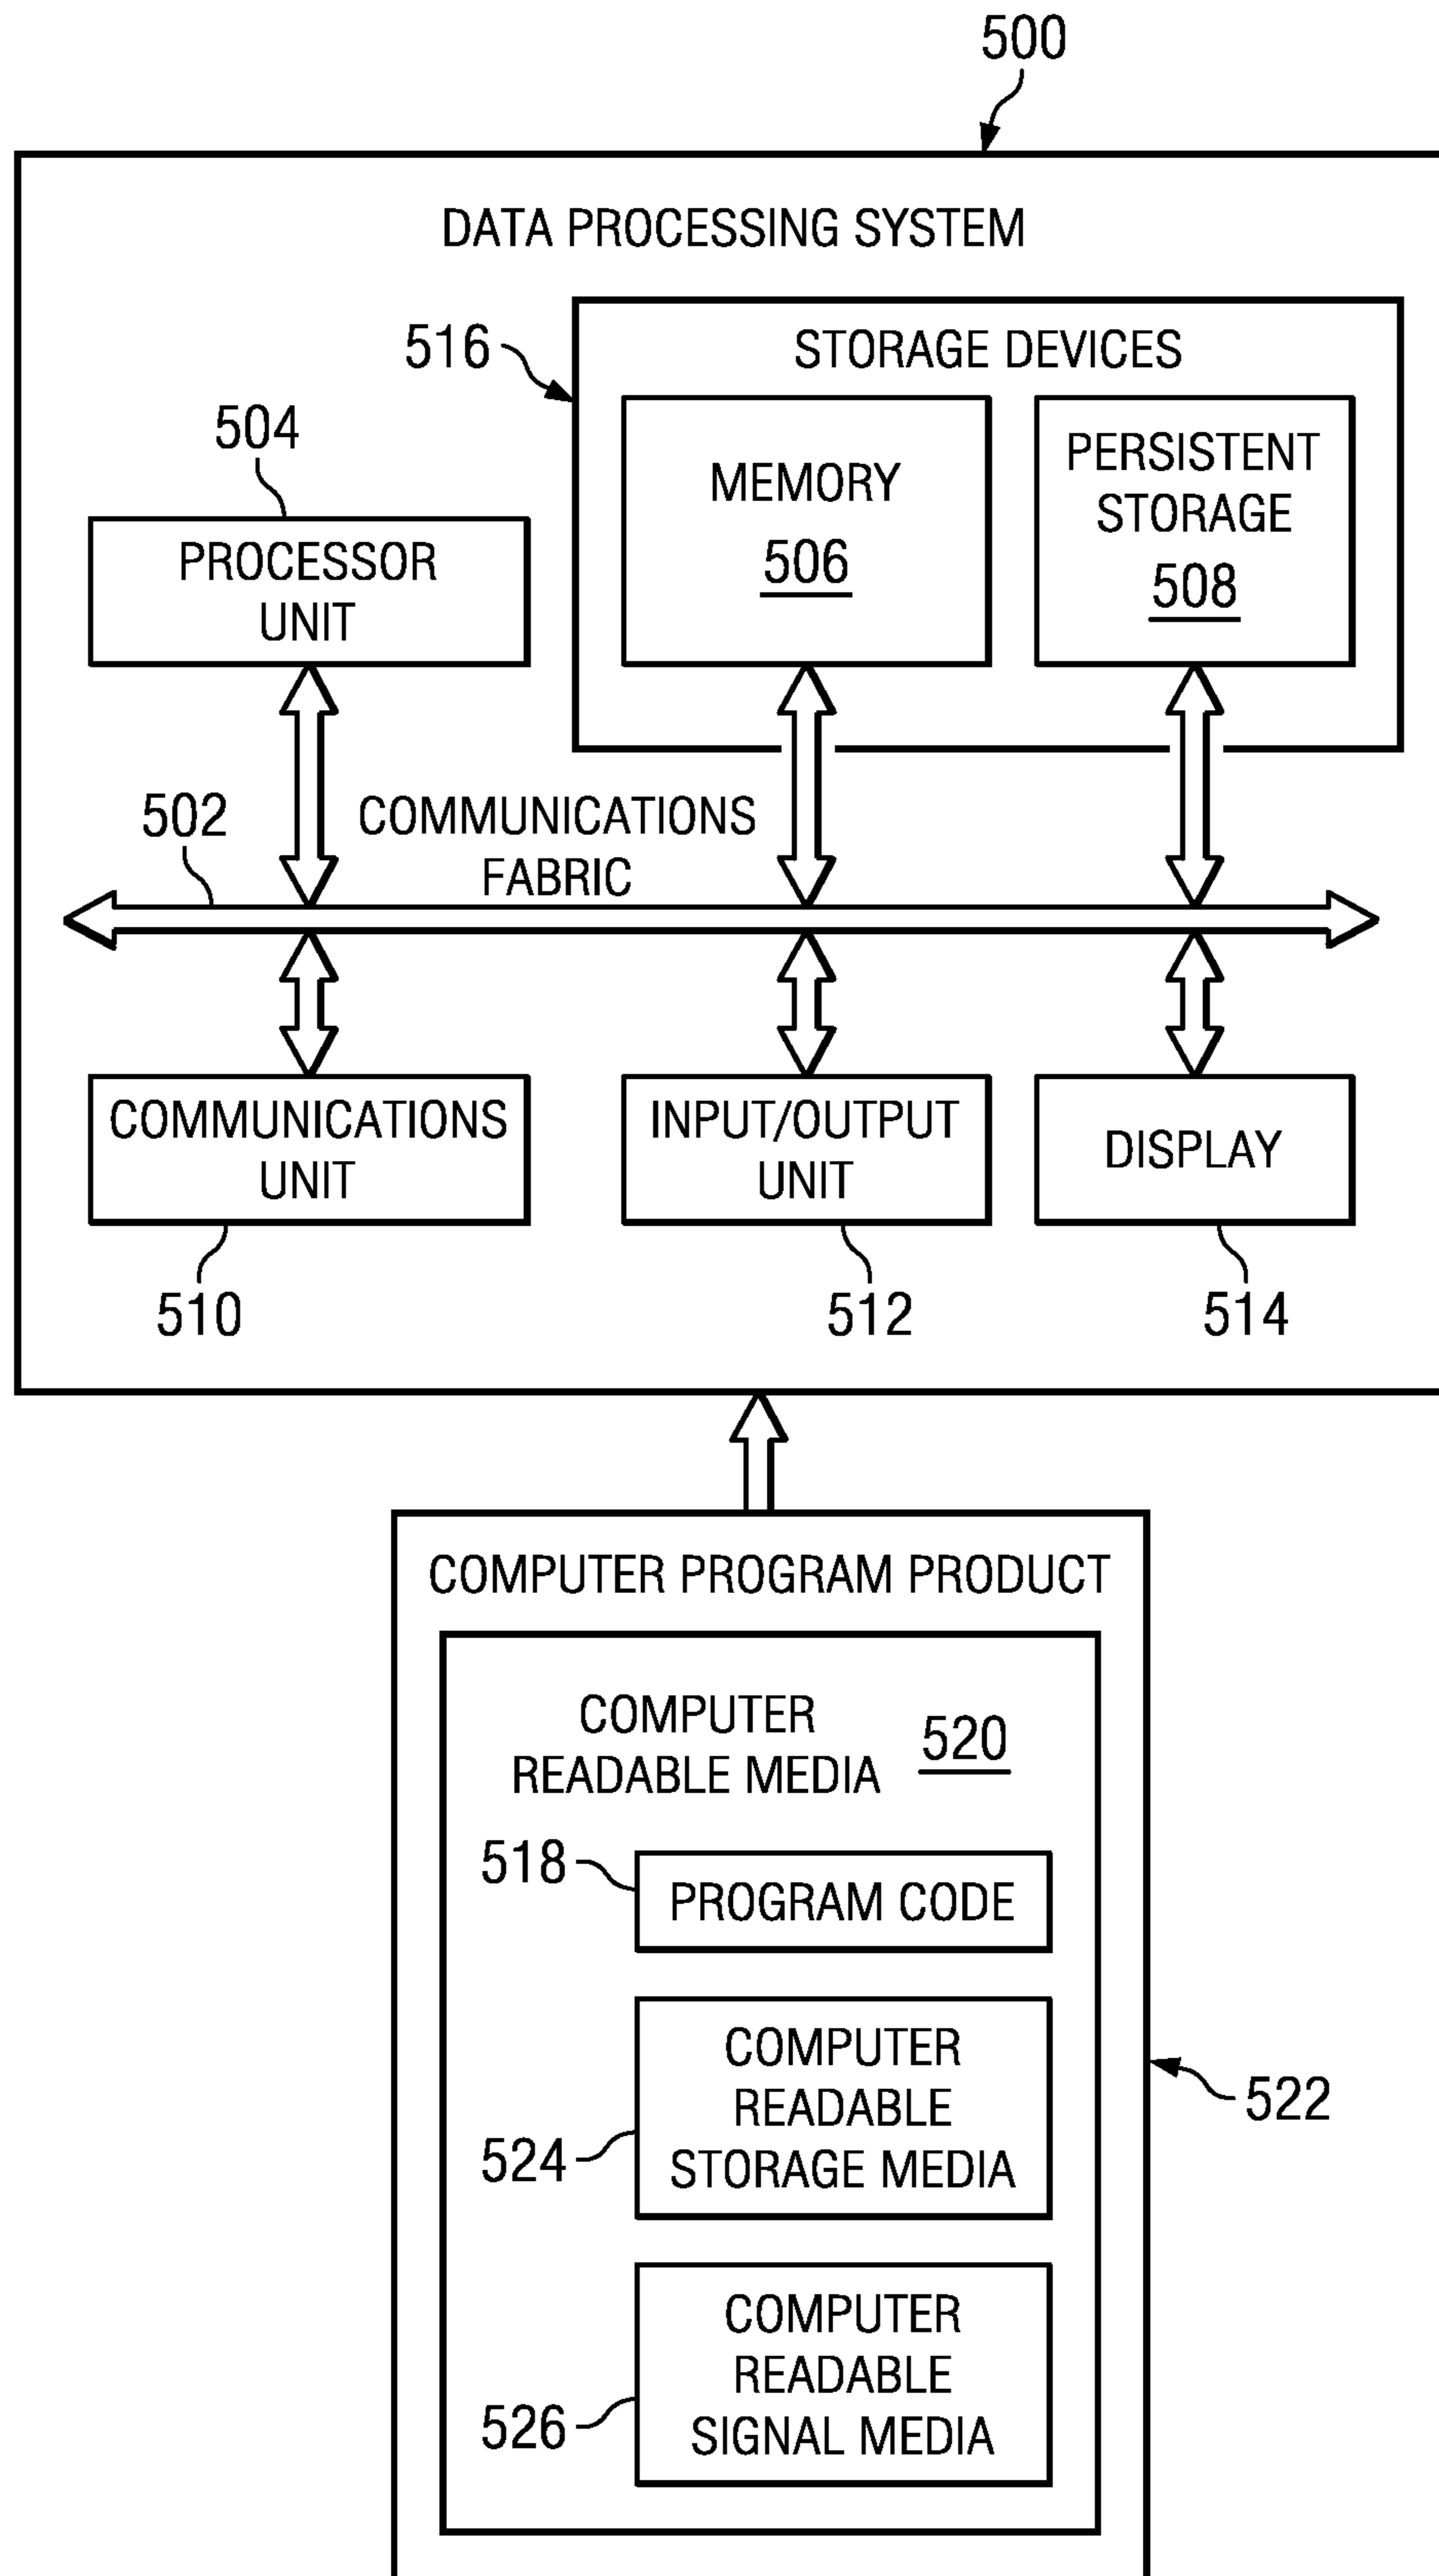 500
DATA PROCESSING SYSTEM
516
STORAGE DEVICES
504
MEMORY
506
PERSISTENT
STORAGE
508
PROCESSOR
UNIT
502
COMMUNICATIONS
FABRIC
COMMUNICATIONS
UNIT
INPUT/OUTPUT
UNIT
DISPLAY
510
512
514
COMPUTER PROGRAM PRODUCT
COMPUTER
READABLE MEDIA
520
518
PROGRAM CODE
COMPUTER
READABLE
STORAGE MEDIA
524
522
COMPUTER
READABLE
SIGNAL MEDIA
526